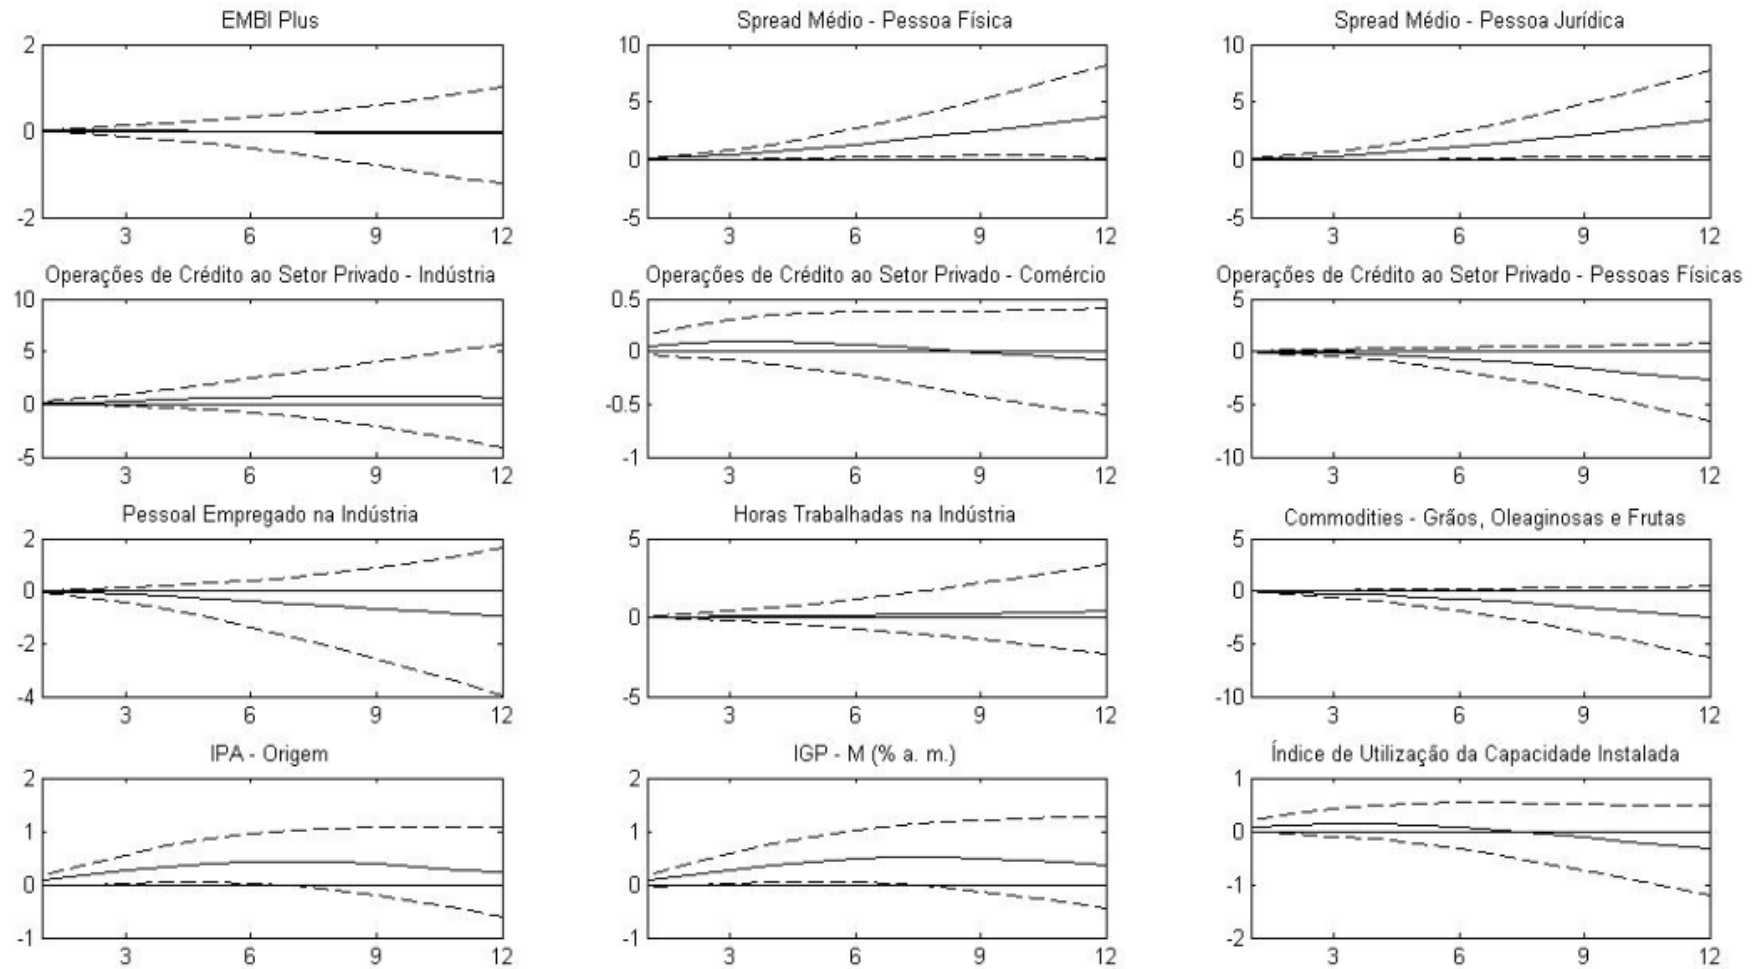 EMBI Plus
2
0
-2
3 6 9 12
Spread Médio - Pessoa Física
10
5
0
-5
3 6 9 12
Spread Médio - Pessoa Jurídica
10
5
0
-5
3 6 9 12
Operações de Crédito ao Setor Privado - Indústria
10
5
0
-5
3 6 9 12
Operações de Crédito ao Setor Privado - Comércio
0.5
0
-0.5
-1
3 6 9 12
Operações de Crédito ao Setor Privado - Pessoas Físicas
5
0
-5
-10
3 6 9 12
Pessoal Empregado na Indústria
2
0
-2
-4
3 6 9 12
Horas Trabalhadas na Indústria
5
0
-5
3 6 9 12
Commodities - Grãos, Oleaginosas e Frutas
5
0
-5
-10
3 6 9 12
IPA - Origem
2
1
0
-1
3 6 9 12
IGP - M (% a. m.)
2
1
0
-1
3 6 9 12
Índice de Utilização da Capacidade Instalada
1
0
-1
-2
3 6 9 12